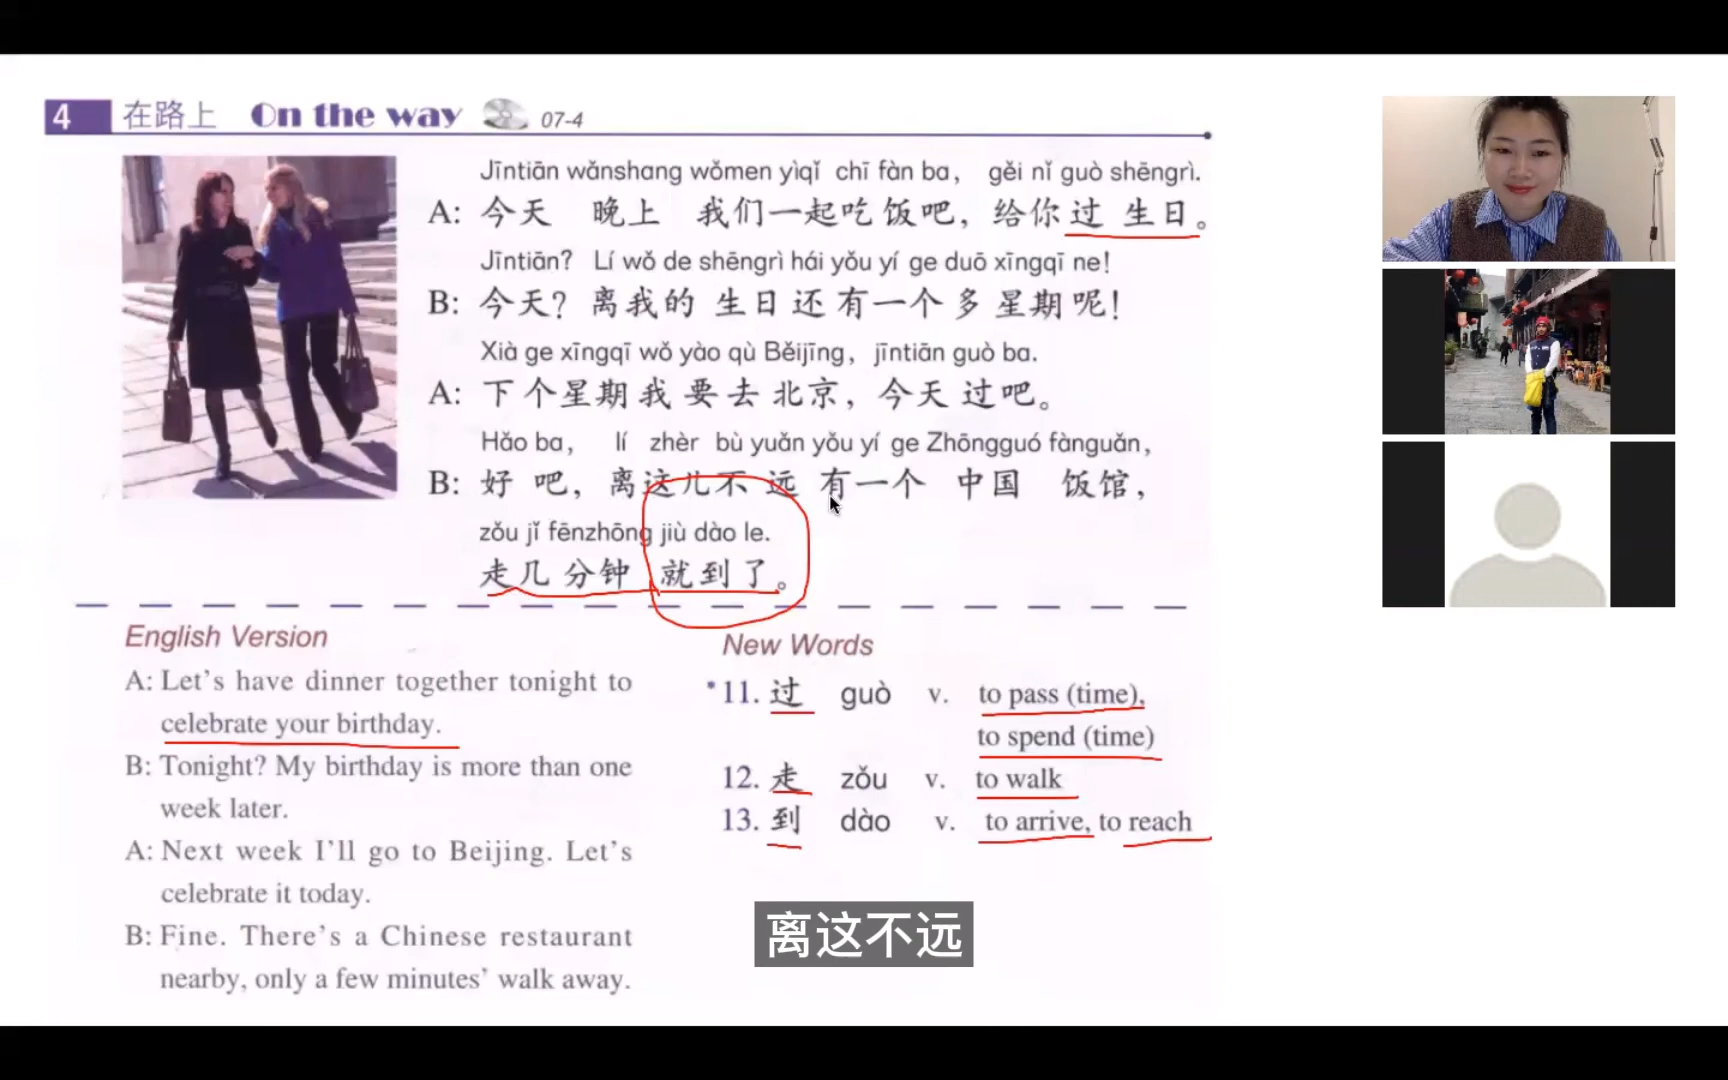 4 在路上 On the way 07-4
Jīntiān wǎnshang wǒmen yìqǐ chī fàn ba, gěi nǐ guò shēngrì.
A: 今天 晚上 我们一起吃饭吧，给你过生日。
Jīntiān? Lí wǒ de shēngrì hái yǒu yí ge duō xīngqī ne!
B: 今天？离我的生日还有一个多星期呢！
Xià ge xīngqī wǒ yào qù Běijīng, jīntiān guò ba.
A: 下个星期我要去北京，今天过吧。
Hǎo ba, lí zhèr bù yuǎn yǒu yí ge Zhōngguó fànguǎn,
B: 好吧，离这儿不远有一个中国饭馆，
zǒu jǐ fēnzhōng jiù dào le.
走几分钟就到了。
English Version
A: Let's have dinner together tonight to
celebrate your birthday.
B: Tonight? My birthday is more than one
week later.
A: Next week I'll go to Beijing. Let's
celebrate it today.
B: Fine. There's a Chinese restaurant
nearby, only a few minutes' walk away.
New Words
*11. 过 guò v. to pass (time),
to spend (time)
12. 走 zǒu v. to walk
13. 到 dào v. to arrive, to reach
离这不远